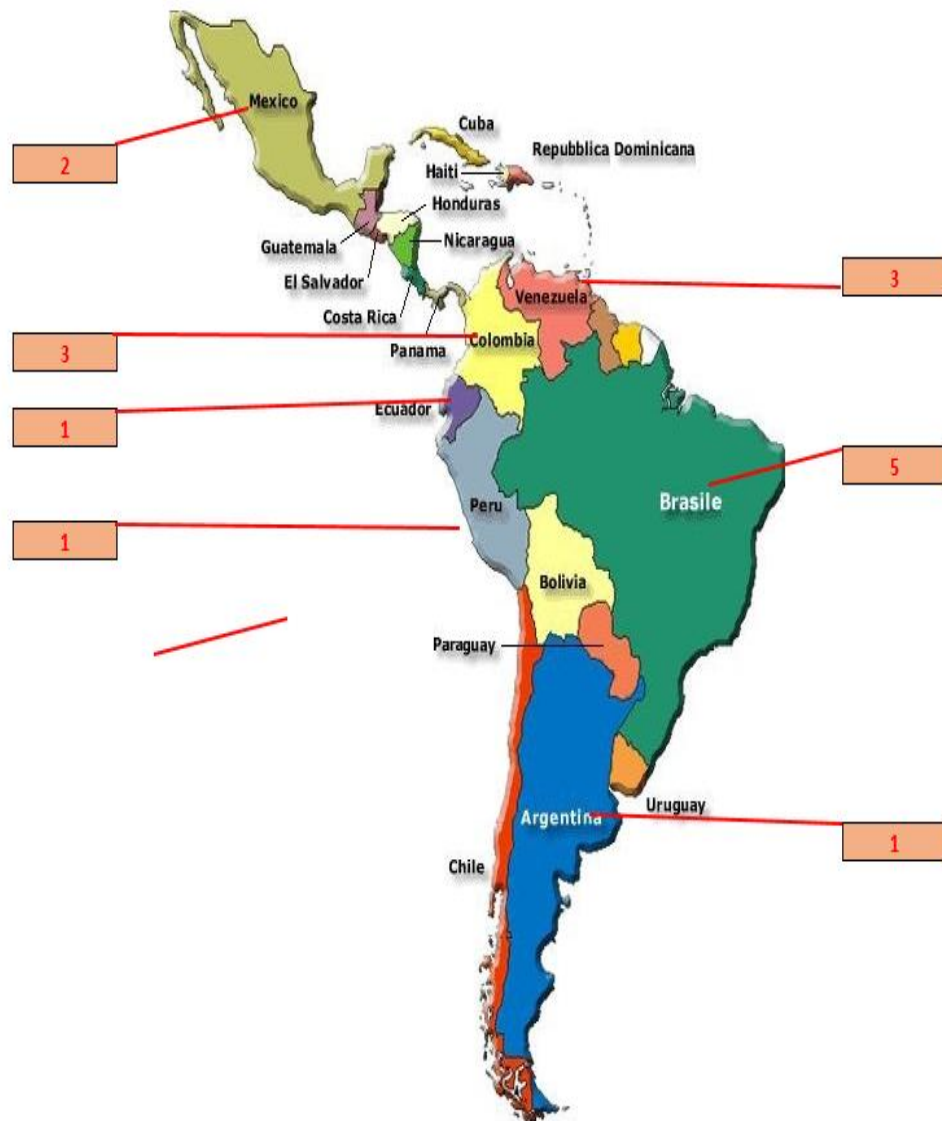 Mexico
2
Cuba
Repubblica Dominicana
Haiti
Honduras
Guatemala
Nicaragua
El Salvador
Venezuela
3
Costa Rica
3
Panama
Colombia
1
Ecuador
5
Brasile
Peru
1
Bolivia
Paraguay
Uruguay
Argentina
1
Chile